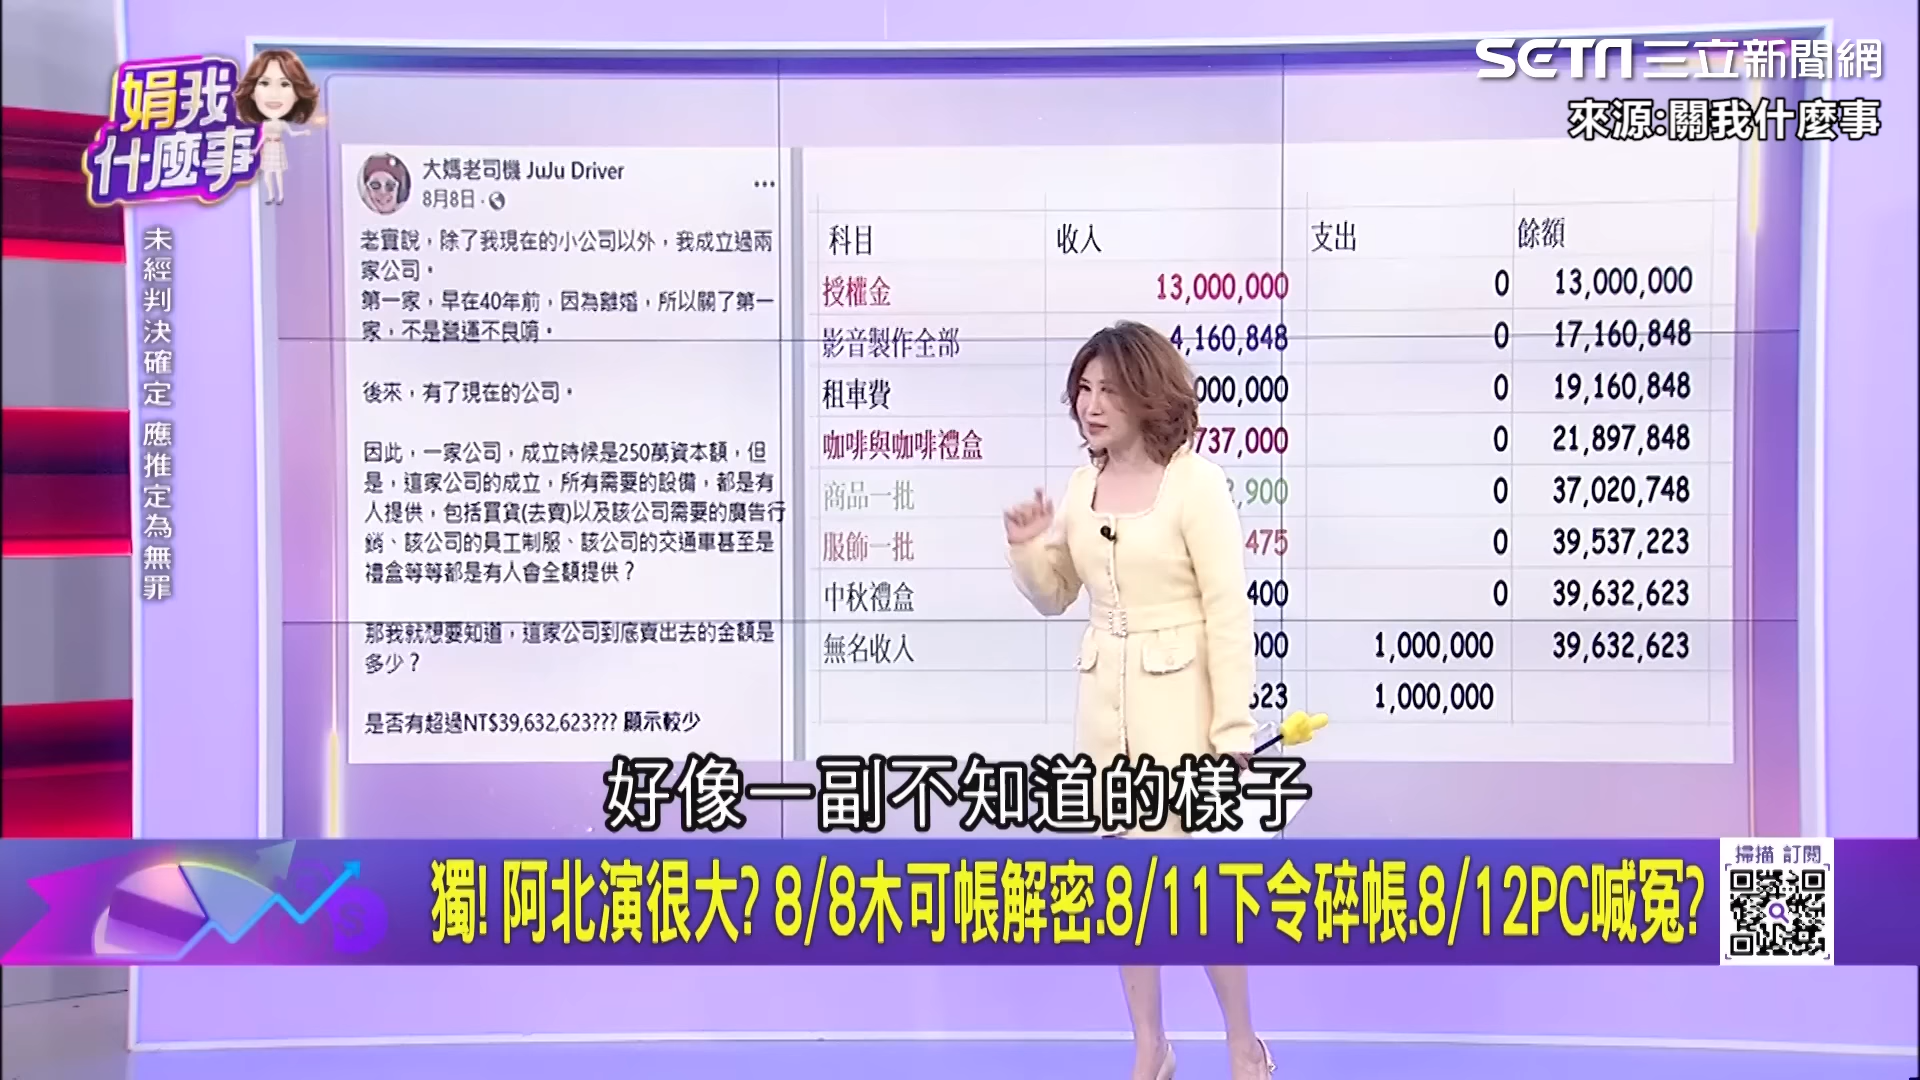 SETN三立新聞網
來源:關我什麼事
娟我
什麼事
未經判決確定 應推定為無罪
大媽老司機 JuJu Driver
8月8日
老實說，除了我現在的小公司以外，我成立過兩
家公司。
第一家，早在40年前，因為離婚，所以關了第一
家，不是營運不良唷。
後來，有了現在的公司。
因此，一家公司，成立時候是250萬資本額，但
是，這家公司的成立，所有需要的設備，都是有
人提供，包括買貨(去賣)以及該公司需要的廣告行
銷、該公司的員工制服、該公司的交通車甚至是
禮盒等等都是有人會全額提供？
那我就想要知道，這家公司到底賣出去的金額是
多少？
是否有超過NT$39,632,623??? 顯示較少
科目 收入 支出 餘額
授權金 13,000,000 0 13,000,000
影音製作全部 4,160,848 0 17,160,848
租車費 000,000 0 19,160,848
咖啡與咖啡禮盒 737,000 0 21,897,848
商品一批 ,900 0 37,020,748
服飾一批 475 0 39,537,223
中秋禮盒 400 0 39,632,623
無名收入 000 1,000,000 39,632,623
623 1,000,000
好像一副不知道的樣子
獨! 阿北演很大? 8/8木可帳解密.8/11下令碎帳.8/12PC喊冤?
掃描 訂閱